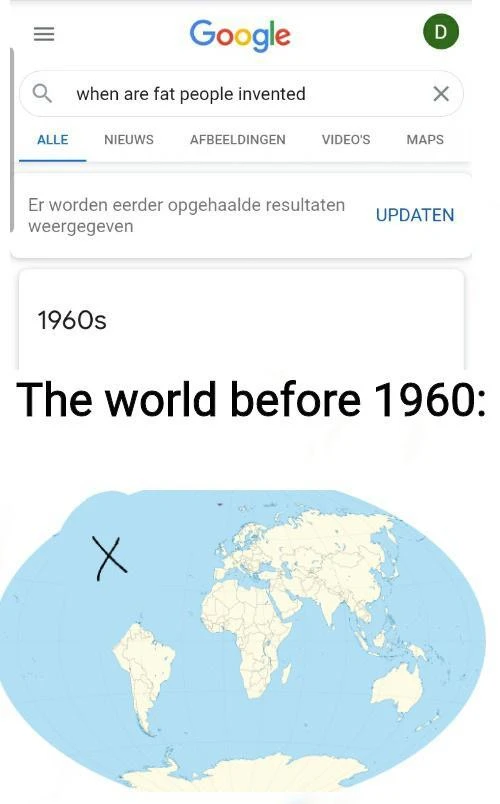 Google
D
when are fat people invented
ALLE NIEUWS AFBEELDINGEN VIDEO'S MAPS
Er worden eerder opgehaalde resultaten
weergegeven
UPDATEN
1960s
The world before 1960:
X